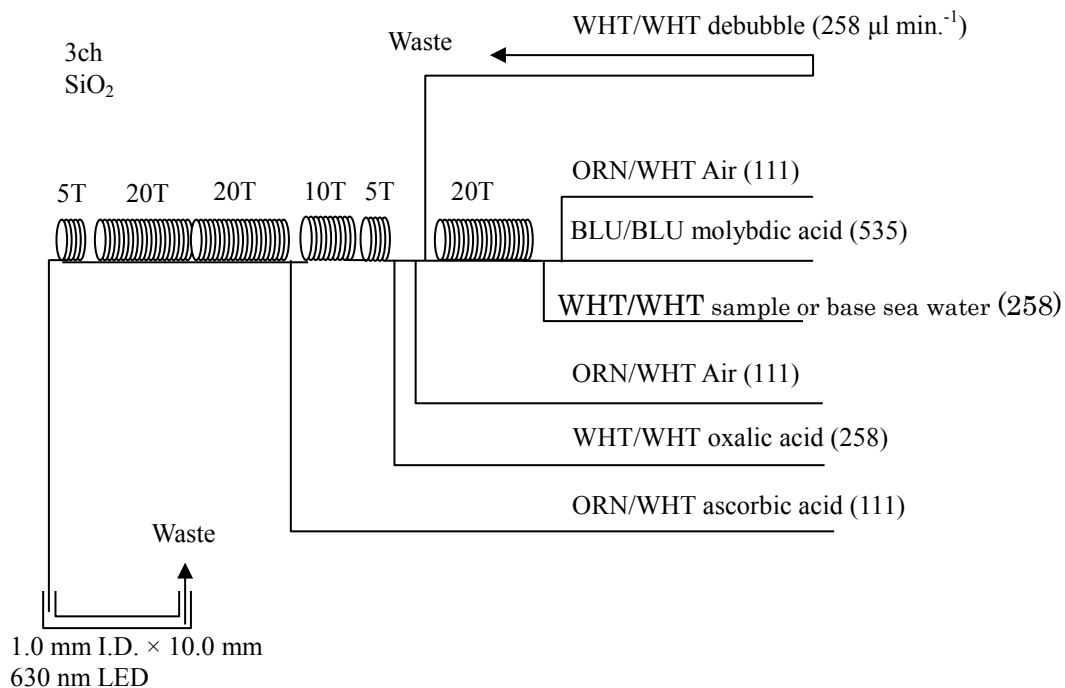 WHT/WHT debubble (258 μl min.⁻¹)
Waste
3ch
SiO₂
ORN/WHT Air (111)
5T 20T 20T 10T 5T 20T
BLU/BLU molybdic acid (535)
WHT/WHT sample or base sea water (258)
ORN/WHT Air (111)
WHT/WHT oxalic acid (258)
ORN/WHT ascorbic acid (111)
Waste
1.0 mm I.D. × 10.0 mm
630 nm LED